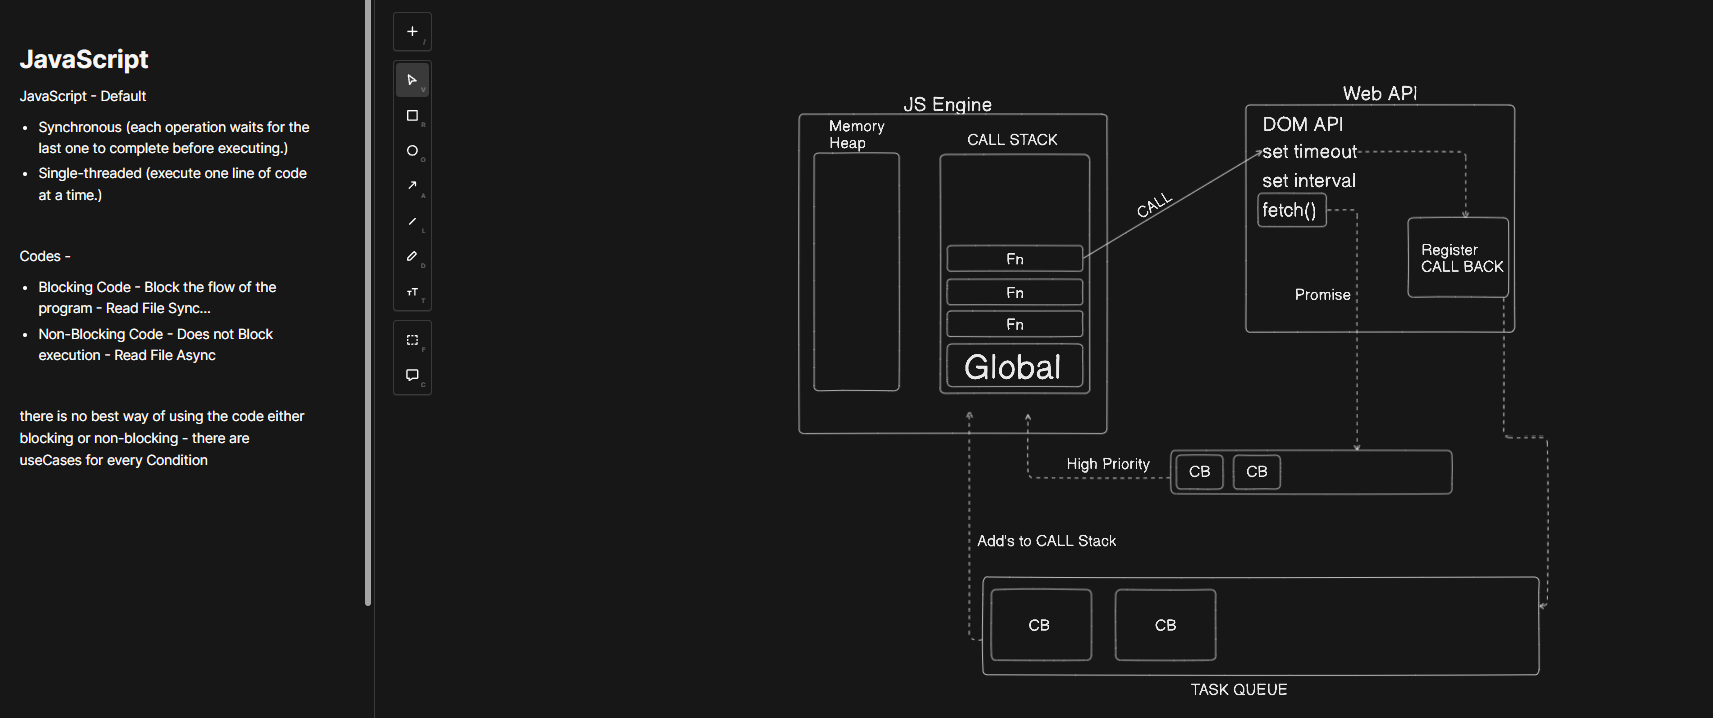 JavaScript
JavaScript - Default
Synchronous (each operation waits for the
last one to complete before executing.)
Single-threaded (execute one line of code
at a time.)
Codes -
Blocking Code - Block the flow of the
program - Read File Sync...
Non-Blocking Code - Does not Block
execution - Read File Async
there is no best way of using the code either
blocking or non-blocking - there are
useCases for every Condition
/
V
R
O
A
L
D
TT
T
F
C
JS Engine
Memory
Heap
CALL STACK
Fn
Fn
Fn
Global
CALL
Web API
DOM API
set timeout
set interval
fetch()
Register
CALL BACK
Promise
High Priority
CB
CB
Add's to CALL Stack
CB
CB
TASK QUEUE